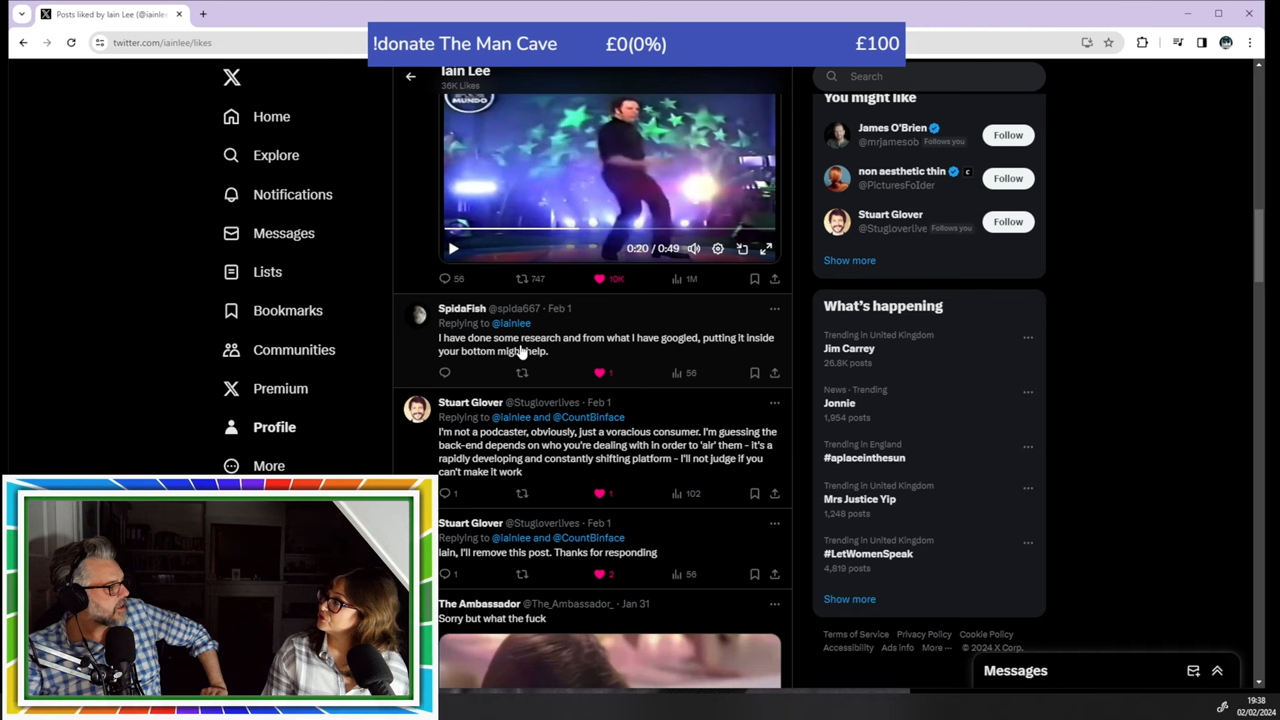 Posts liked by Iain Lee (@iainlee
twitter.com/iainlee/likes
!donate The Man Cave £0(0%) £100
Home
Explore
Notifications
Messages
Lists
Bookmarks
Communities
Premium
Profile
More
Iain Lee
36K Likes
MUNDO
0:20 / 0:49
56 747 10K 1M
SpidaFish @spida667 · Feb 1
Replying to @iainlee
I have done some research and from what I have googled, putting it inside
your bottom might help.
1 56
Stuart Glover @Stugloverlives · Feb 1
Replying to @iainlee and @CountBinface
I'm not a podcaster, obviously, just a voracious consumer. I'm guessing the
back-end depends on who you're dealing with in order to 'air' them - it's a
rapidly developing and constantly shifting platform - I'll not judge if you
can't make it work
1 1 102
Stuart Glover @Stugloverlives · Feb 1
Replying to @iainlee and @CountBinface
Iain, I'll remove this post. Thanks for responding
1 2 56
The Ambassador @The_Ambassador_ · Jan 31
Sorry but what the fuck
Search
You might like
James O'Brien
@mrjamesob Follows you
Follow
non aesthetic thin
@PicturesFoIder
Follow
Stuart Glover
@Stugloverlive Follows you
Follow
Show more
What's happening
Trending in United Kingdom
Jim Carrey
26.8K posts
News · Trending
Jonnie
1,954 posts
Trending in England
#aplaceinthesun
Trending in United Kingdom
Mrs Justice Yip
1,248 posts
Trending in United Kingdom
#LetWomenSpeak
4,819 posts
Show more
Terms of Service Privacy Policy Cookie Policy
Accessibility Ads info More ··· © 2024 X Corp.
Messages
19:38
02/02/2024